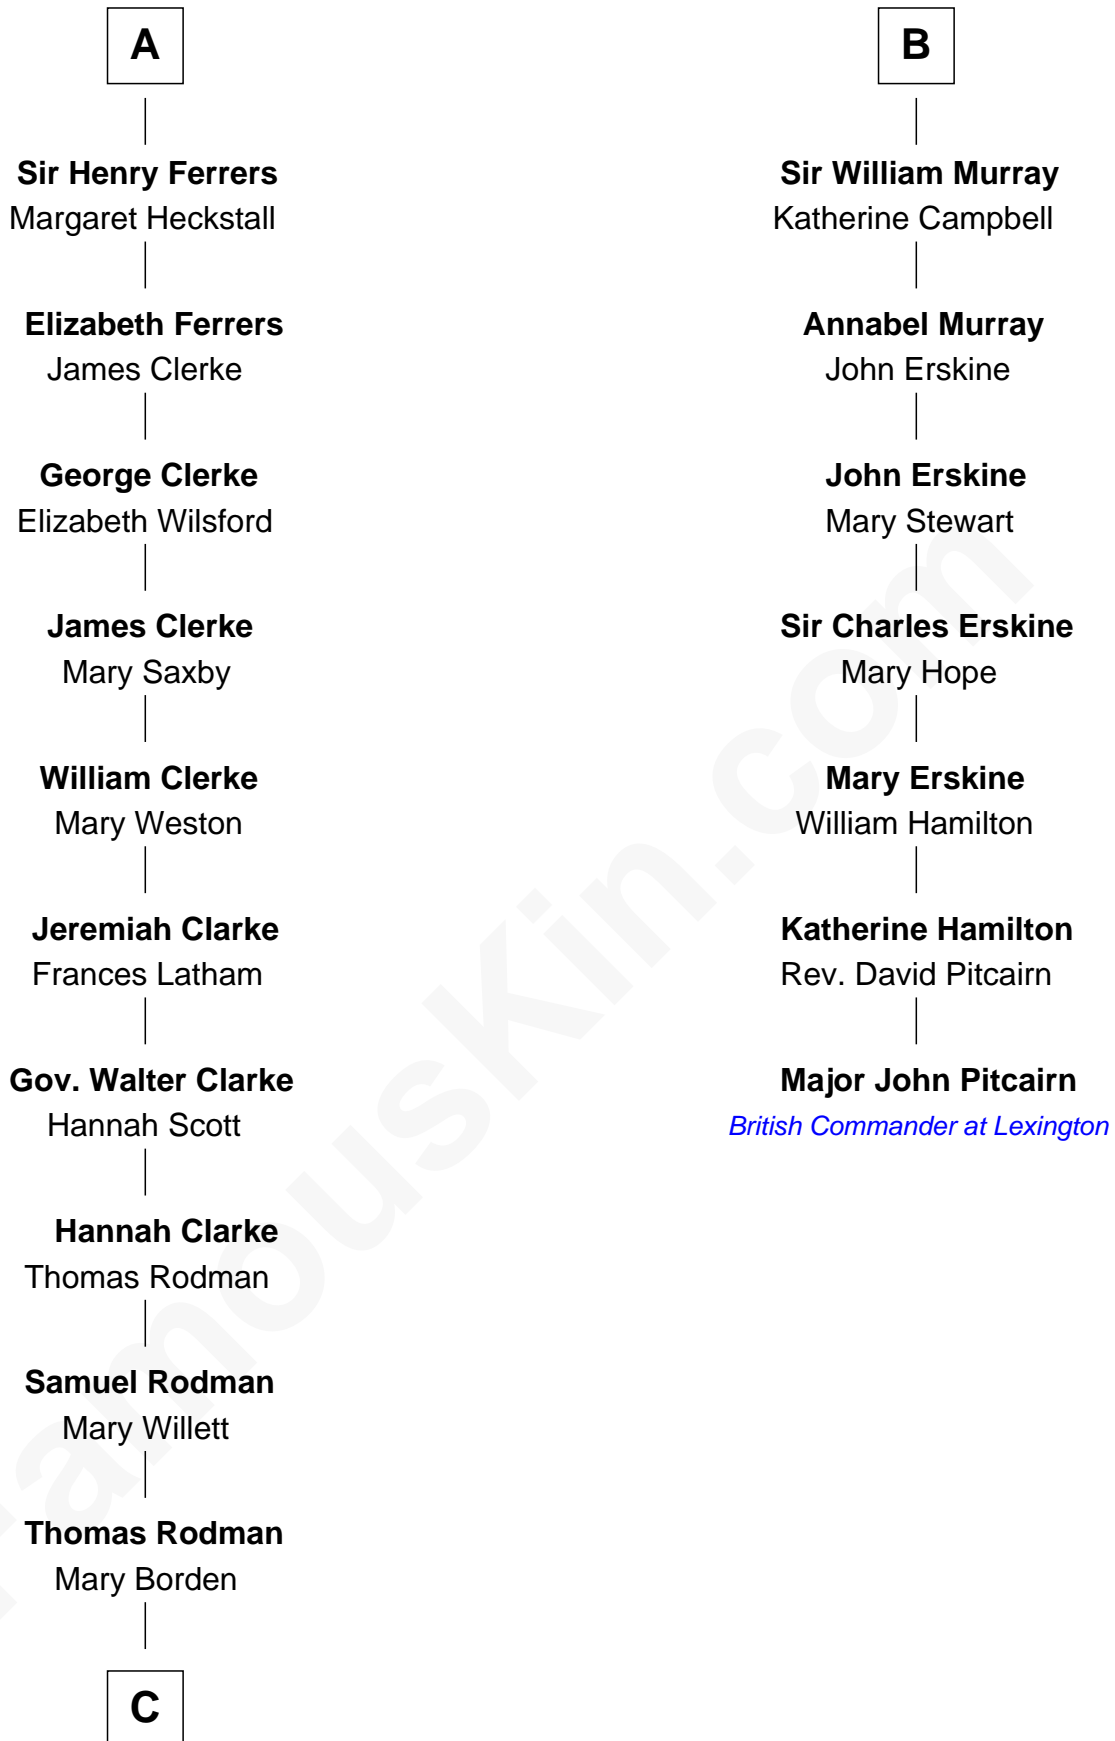 A
Sir Henry Ferrers
Margaret Heckstall
Elizabeth Ferrers
James Clerke
George Clerke
Elizabeth Wilsford
James Clerke
Mary Saxby
William Clerke
Mary Weston
Jeremiah Clarke
Frances Latham
Gov. Walter Clarke
Hannah Scott
Hannah Clarke
Thomas Rodman
Samuel Rodman
Mary Willett
Thomas Rodman
Mary Borden
C
B
Sir William Murray
Katherine Campbell
Annabel Murray
John Erskine
John Erskine
Mary Stewart
Sir Charles Erskine
Mary Hope
Mary Erskine
William Hamilton
Katherine Hamilton
Rev. David Pitcairn
Major John Pitcairn
British Commander at Lexington
FamousKin.com